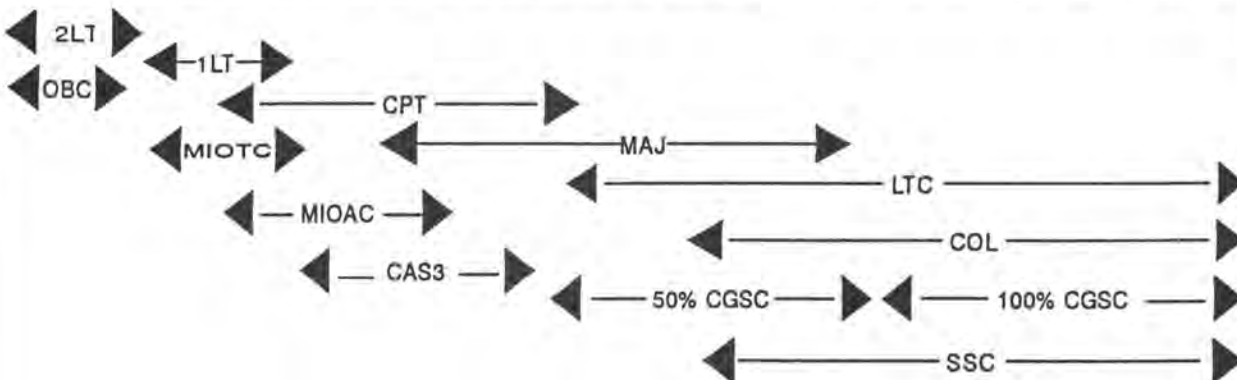 2LT
1LT
OBC
CPT
MAJ
MIOTC
LTC
MIOAC
COL
CAS3
50% CGSC
100% CGSC
SSC